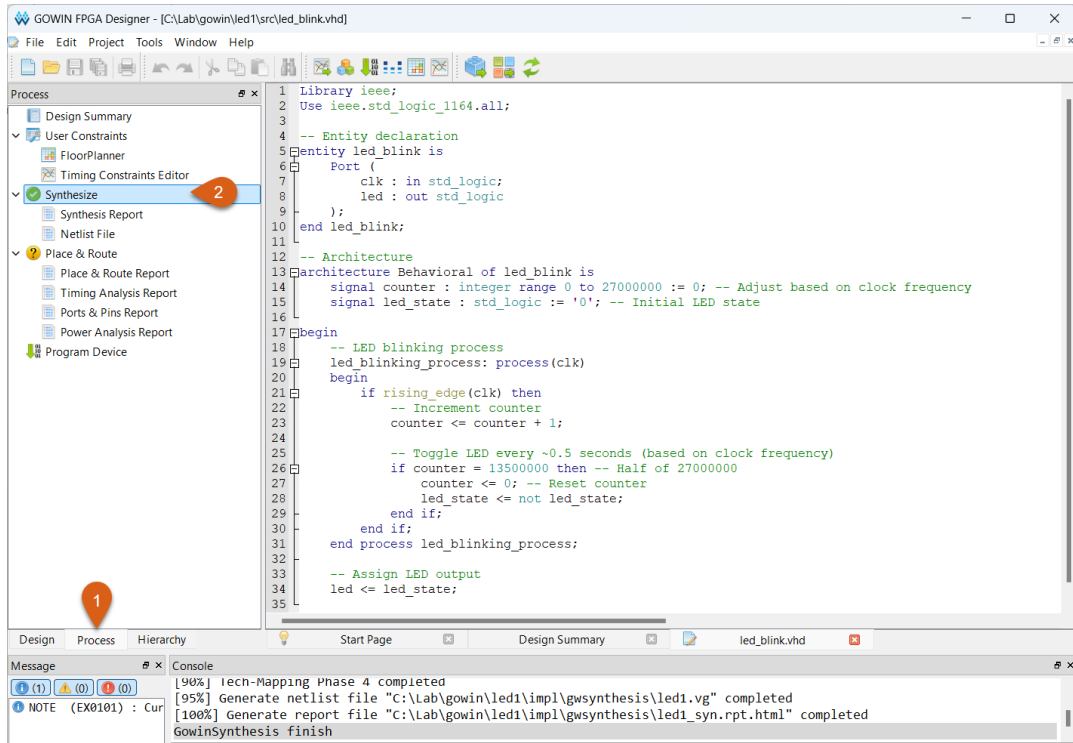 GOWIN FPGA Designer - [C:\Lab\gowin\led1\src\led_blink.vhd]
File Edit Project Tools Window Help
Process
Design Summary
User Constraints
FloorPlanner
Timing Constraints Editor
Synthesize
2
Synthesis Report
Netlist File
Place & Route
Place & Route Report
Timing Analysis Report
Ports & Pins Report
Power Analysis Report
Program Device
1
Design Process Hierarchy
1 Library ieee;
2 Use ieee.std_logic_1164.all;
3
4 -- Entity declaration
5 entity led_blink is
6     Port (
7         clk : in std_logic;
8         led : out std_logic
9     );
10 end led_blink;
11
12 -- Architecture
13 architecture Behavioral of led_blink is
14     signal counter : integer range 0 to 27000000 := 0; -- Adjust based on clock frequency
15     signal led_state : std_logic := '0'; -- Initial LED state
16
17 begin
18     -- LED blinking process
19     led_blinking_process: process(clk)
20     begin
21         if rising_edge(clk) then
22             -- Increment counter
23             counter <= counter + 1;
24
25             -- Toggle LED every ~0.5 seconds (based on clock frequency)
26             if counter = 13500000 then -- Half of 27000000
27                 counter <= 0; -- Reset counter
28                 led_state <= not led_state;
29             end if;
30         end if;
31     end process led_blinking_process;
32
33     -- Assign LED output
34     led <= led_state;
35
Start Page Design Summary led_blink.vhd
Message
(1) (0) (0)
NOTE (EX0101) : Cur
Console
[90%] Tech-Mapping Phase 4 completed
[95%] Generate netlist file "C:\Lab\gowin\led1\impl\gwsynthesis\led1.vg" completed
[100%] Generate report file "C:\Lab\gowin\led1\impl\gwsynthesis\led1_syn.rpt.html" completed
GowinSynthesis finish